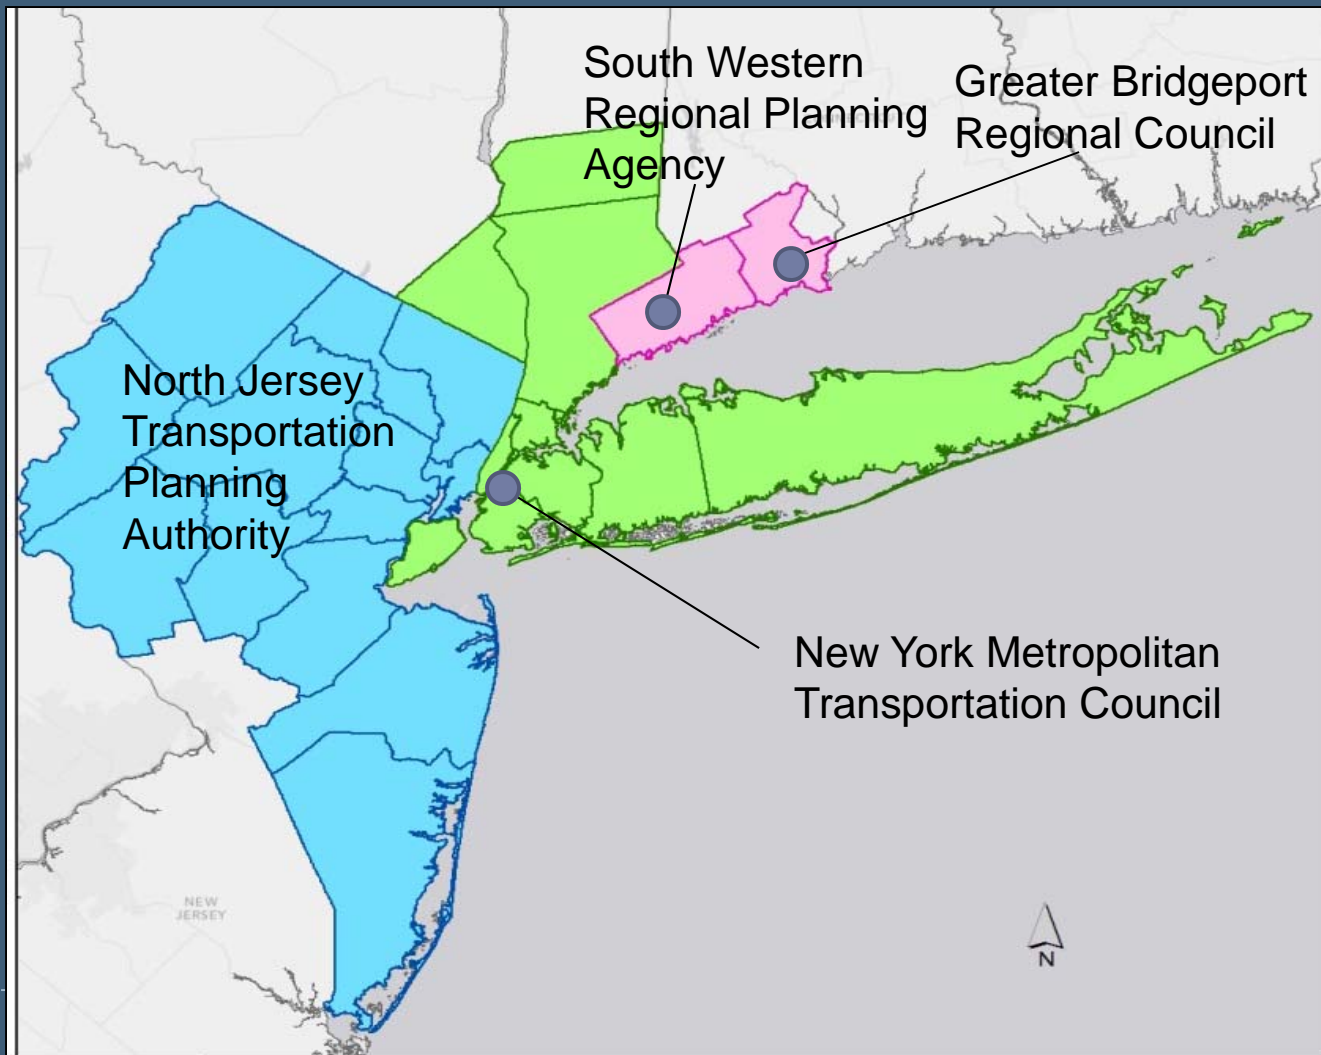 South Western
Regional Planning
Agency
Greater Bridgeport
Regional Council
North Jersey
Transportation
Planning
Authority
New York Metropolitan
Transportation Council
NEW
JERSEY
N